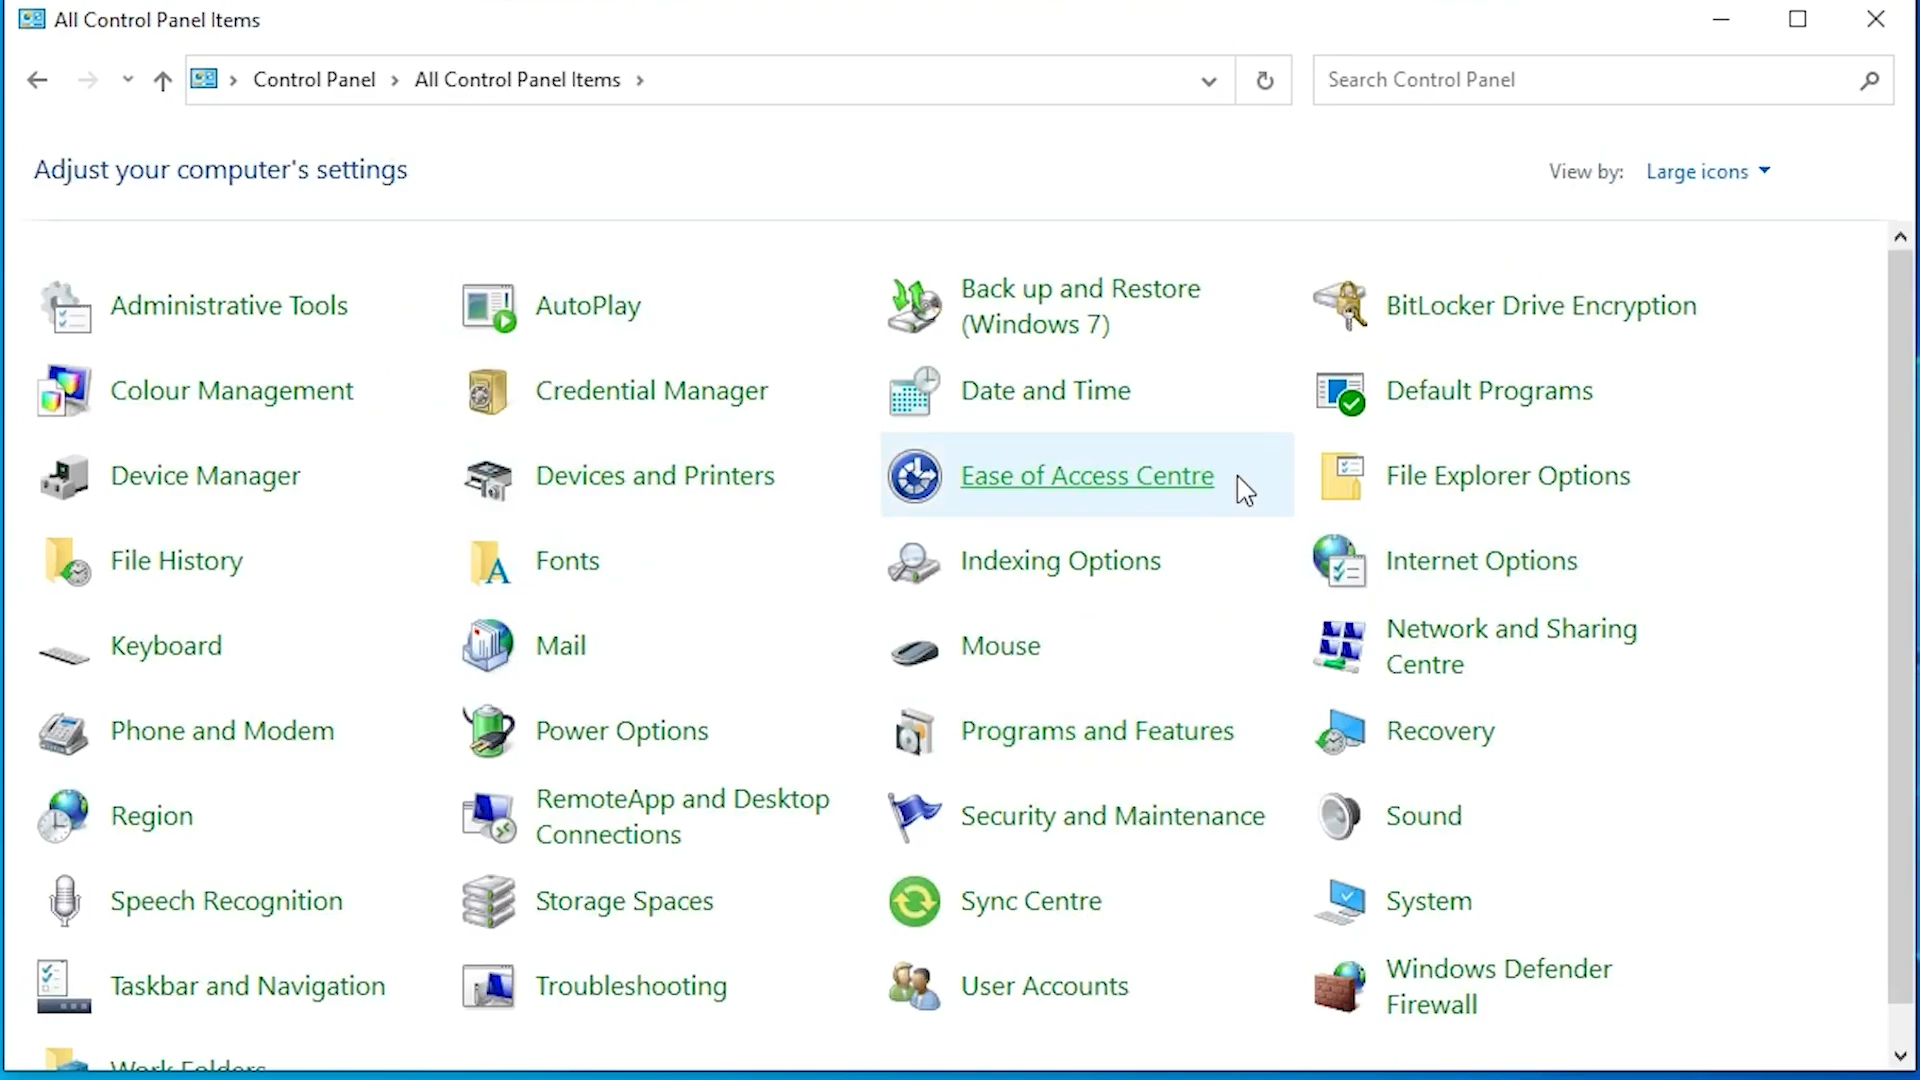 All Control Panel Items
Control Panel
All Control Panel Items
Search Control Panel
Adjust your computer's settings
View by:
Large icons
Administrative Tools
AutoPlay
Back up and Restore
(Windows 7)
BitLocker Drive Encryption
Colour Management
Credential Manager
Date and Time
Default Programs
Device Manager
Devices and Printers
Ease of Access Centre
File Explorer Options
File History
Fonts
Indexing Options
Internet Options
Keyboard
Mail
Mouse
Network and Sharing
Centre
Phone and Modem
Power Options
Programs and Features
Recovery
Region
RemoteApp and Desktop
Connections
Security and Maintenance
Sound
Speech Recognition
Storage Spaces
Sync Centre
System
Taskbar and Navigation
Troubleshooting
User Accounts
Windows Defender
Firewall
Work Folders